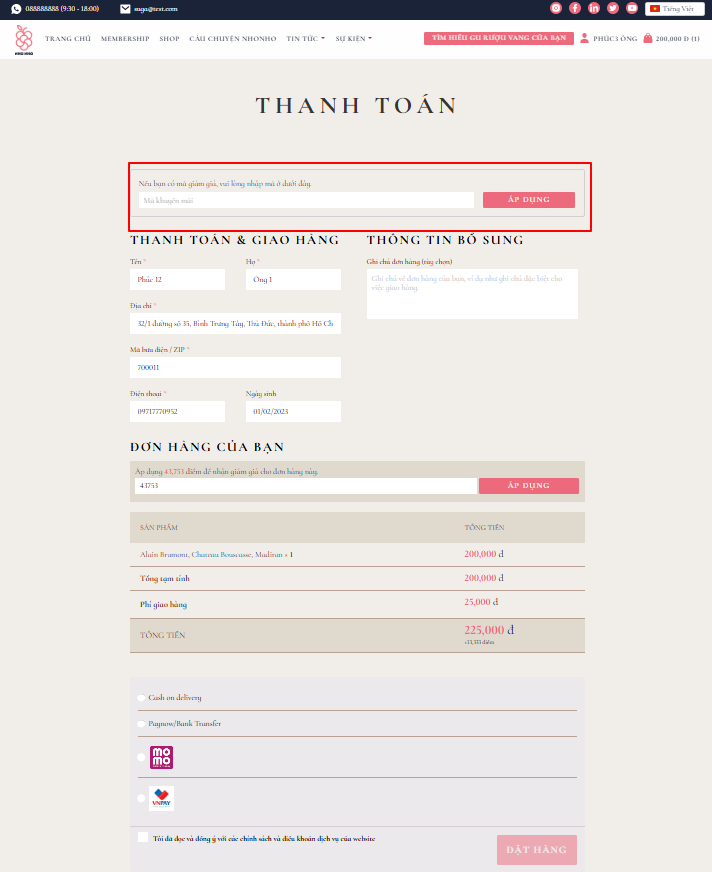 088888888 (9:30 - 18:00)
suga@text.com
Tiếng Việt
TRANG CHỦ
MEMBERSHIP
SHOP
CÂU CHUYỆN NHONHO
TIN TỨC
SỰ KIỆN
TÌM HIỂU GU RƯỢU VANG CỦA BẠN
PHÚC3 ÔNG
200,000 Đ (1)
THANH TOÁN
Nếu bạn có mã giảm giá, vui lòng nhập mã ở dưới đây.
Mã khuyến mãi
ÁP DỤNG
THANH TOÁN & GIAO HÀNG
THÔNG TIN BỔ SUNG
Tên *
Họ *
Ghi chú đơn hàng (tùy chọn)
Phúc 12
Ông 1
Ghi chú về đơn hàng của bạn, ví dụ như ghi chú đặc biệt cho
việc giao hàng.
Địa chỉ *
32/1 đường số 35, Bình Trưng Tây, Thủ Đức, thành phố Hồ Ch
Mã bưu điện / ZIP *
700011
Điện thoại *
Ngày sinh
09717770952
01/02/2023
ĐƠN HÀNG CỦA BẠN
Áp dụng 43,753 điểm để nhận giảm giá cho đơn hàng này.
43753
ÁP DỤNG
SẢN PHẨM
TỔNG TIỀN
Alain Brumont, Chateau Bouscasse, Madiran × 1
200,000 đ
Tổng tạm tính
200,000 đ
Phí giao hàng
25,000 đ
TỔNG TIỀN
225,000 đ
Cash on delivery
Paynow/Bank Transfer
MOMO
VNPAY
Tôi đã đọc và đồng ý với các chính sách và điều khoản dịch vụ của website
ĐẶT HÀNG